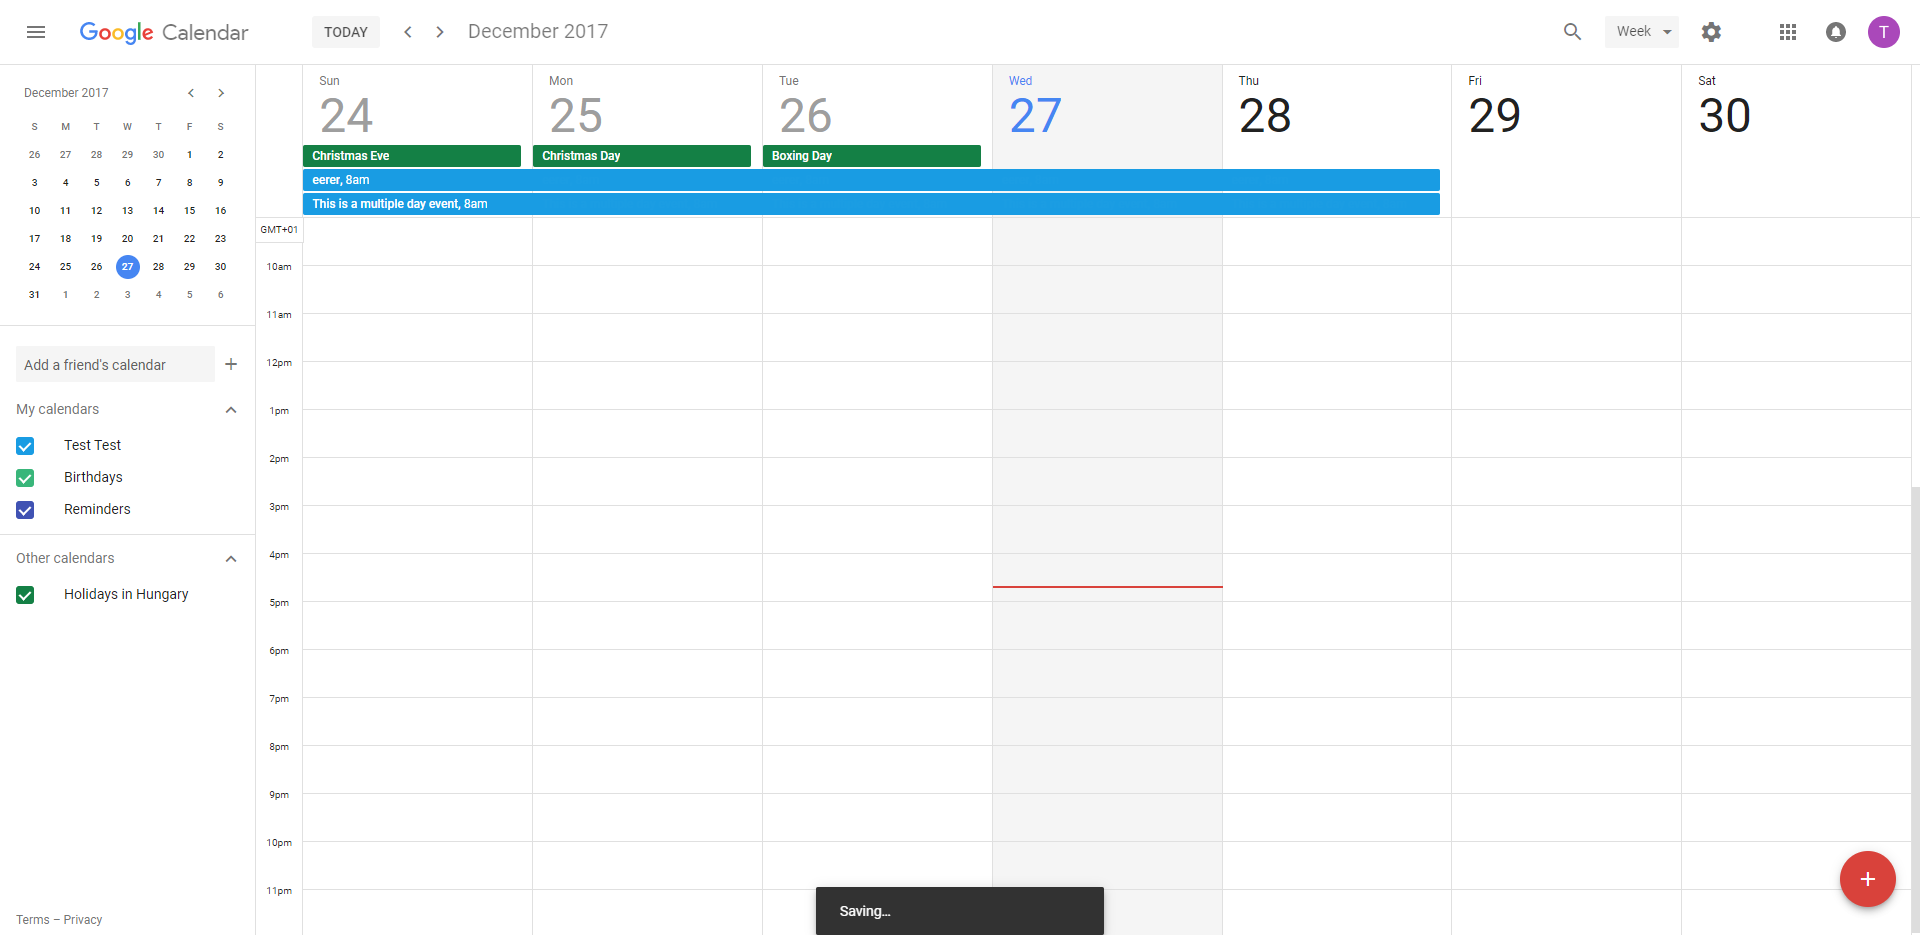 Google Calendar
TODAY
December 2017
Week
T
December 2017
S M T W T F S
26 27 28 29 30 1 2
3 4 5 6 7 8 9
10 11 12 13 14 15 16
17 18 19 20 21 22 23
24 25 26 27 28 29 30
31 1 2 3 4 5 6
Add a friend's calendar
My calendars
Test Test
Birthdays
Reminders
Other calendars
Holidays in Hungary
Terms – Privacy
Sun Mon Tue Wed Thu Fri Sat
24 25 26 27 28 29 30
Christmas Eve Christmas Day Boxing Day
eerer, 8am
This is a multiple day event, 8am
GMT+01
10am
11am
12pm
1pm
2pm
3pm
4pm
5pm
6pm
7pm
8pm
9pm
10pm
11pm
Saving...